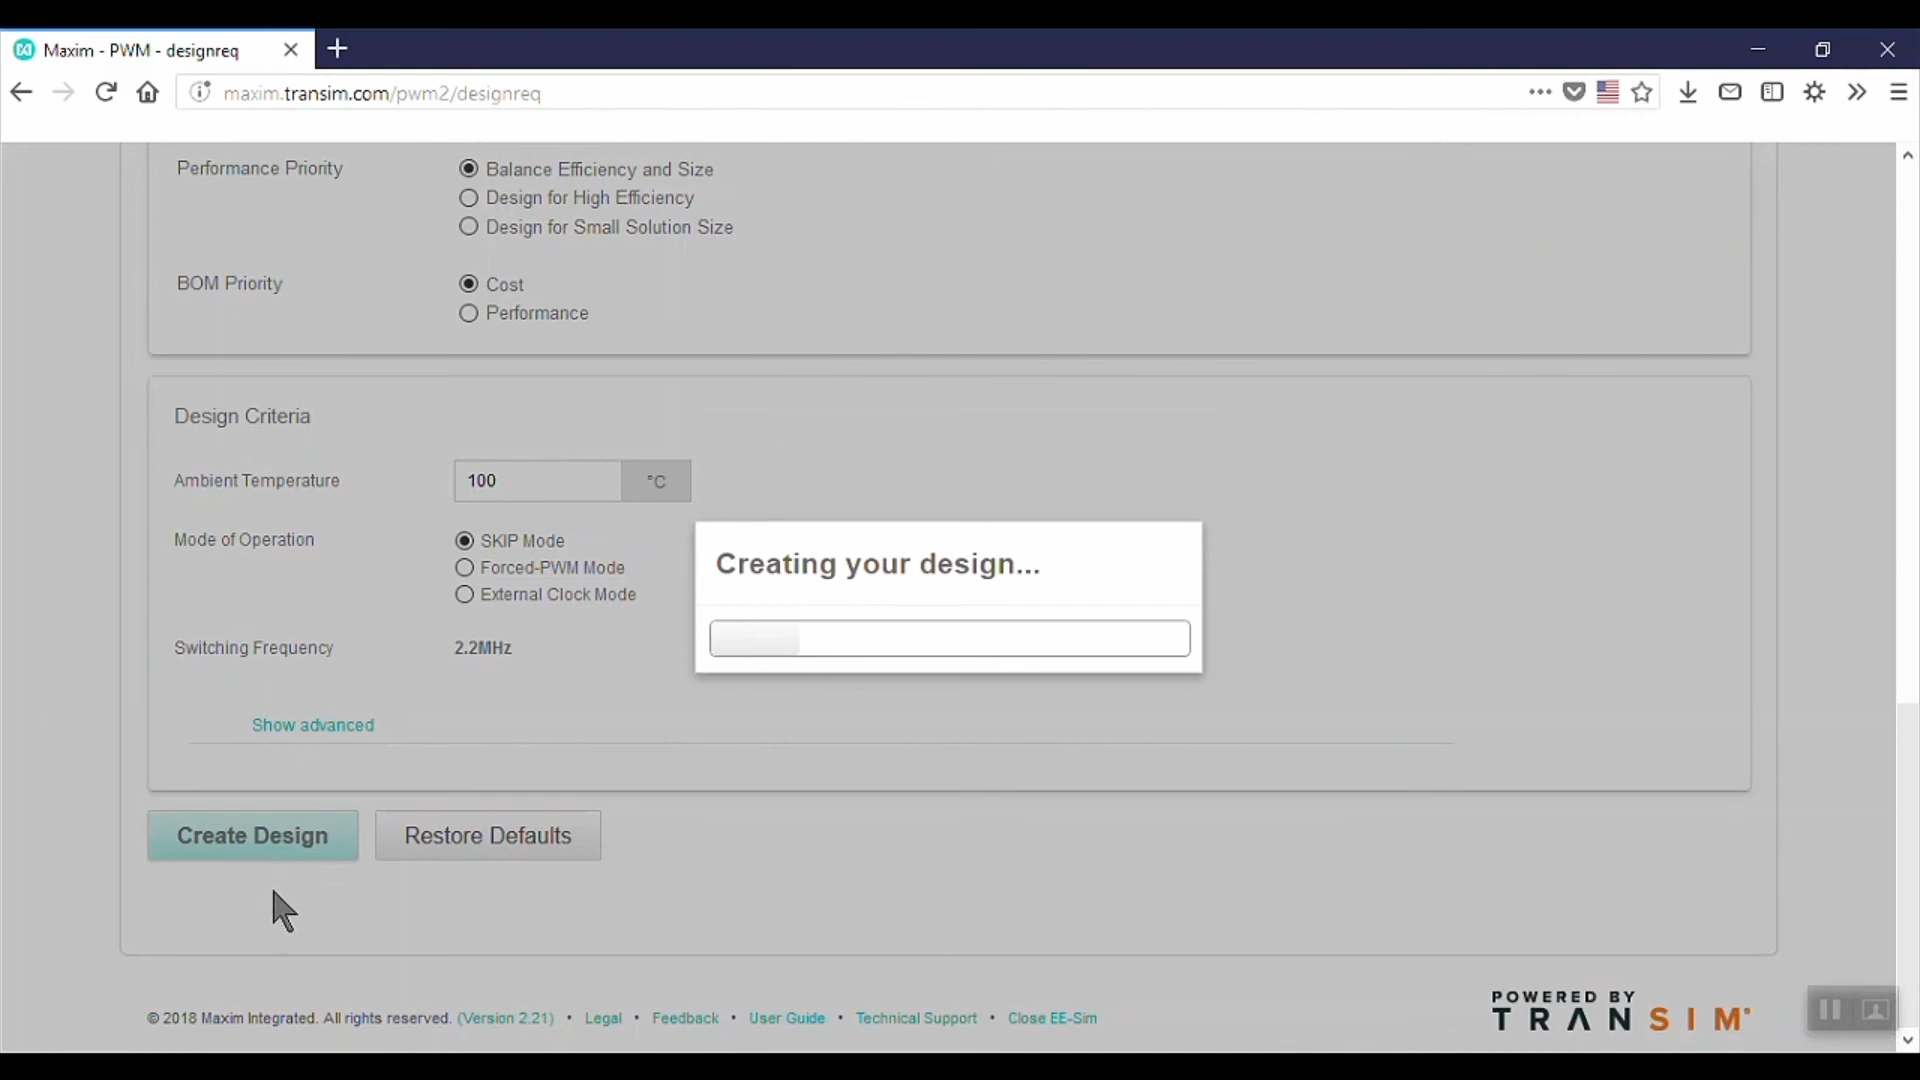 Maxim - PWM - designreq
maxim.transim.com/pwm2/designreq
Performance Priority
Balance Efficiency and Size
Design for High Efficiency
Design for Small Solution Size
BOM Priority
Cost
Performance
Design Criteria
Ambient Temperature 100 °C
Mode of Operation
SKIP Mode
Forced-PWM Mode
External Clock Mode
Creating your design...
Switching Frequency 2.2MHz
Show advanced
Create Design Restore Defaults
© 2018 Maxim Integrated. All rights reserved. (Version 2.21) • Legal • Feedback • User Guide • Technical Support • Close EE-Sim
POWERED BY
TRANSIM